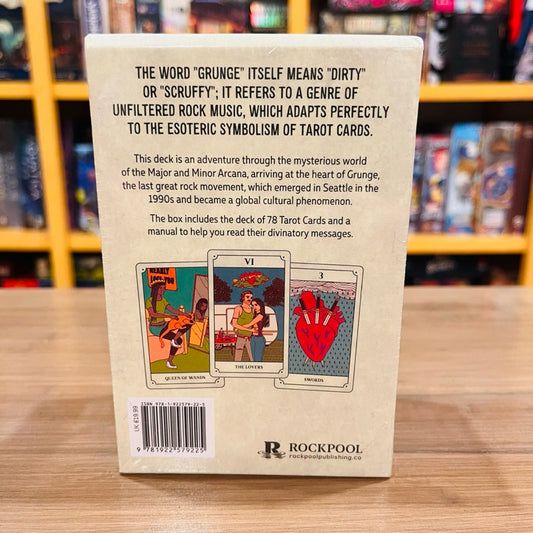 THE WORD "GRUNGE" ITSELF MEANS "DIRTY"
OR "SCRUFFY"; IT REFERS TO A GENRE OF
UNFILTERED ROCK MUSIC, WHICH ADAPTS PERFECTLY
TO THE ESOTERIC SYMBOLISM OF TAROT CARDS.
This deck is an adventure through the mysterious world
of the Major and Minor Arcana, arriving at the heart of Grunge,
the last great rock movement, which emerged in Seattle in the
1990s and became a global cultural phenomenon.
The box includes the deck of 78 Tarot Cards and a
manual to help you read their divinatory messages.
QUEEN OF WANDS
VI
THE LOVERS
3
SWORDS
ISBN 978-1-922579-22-5
UK £19.99
9 781922 579225
R ROCKPOOL
rockpoolpublishing.co